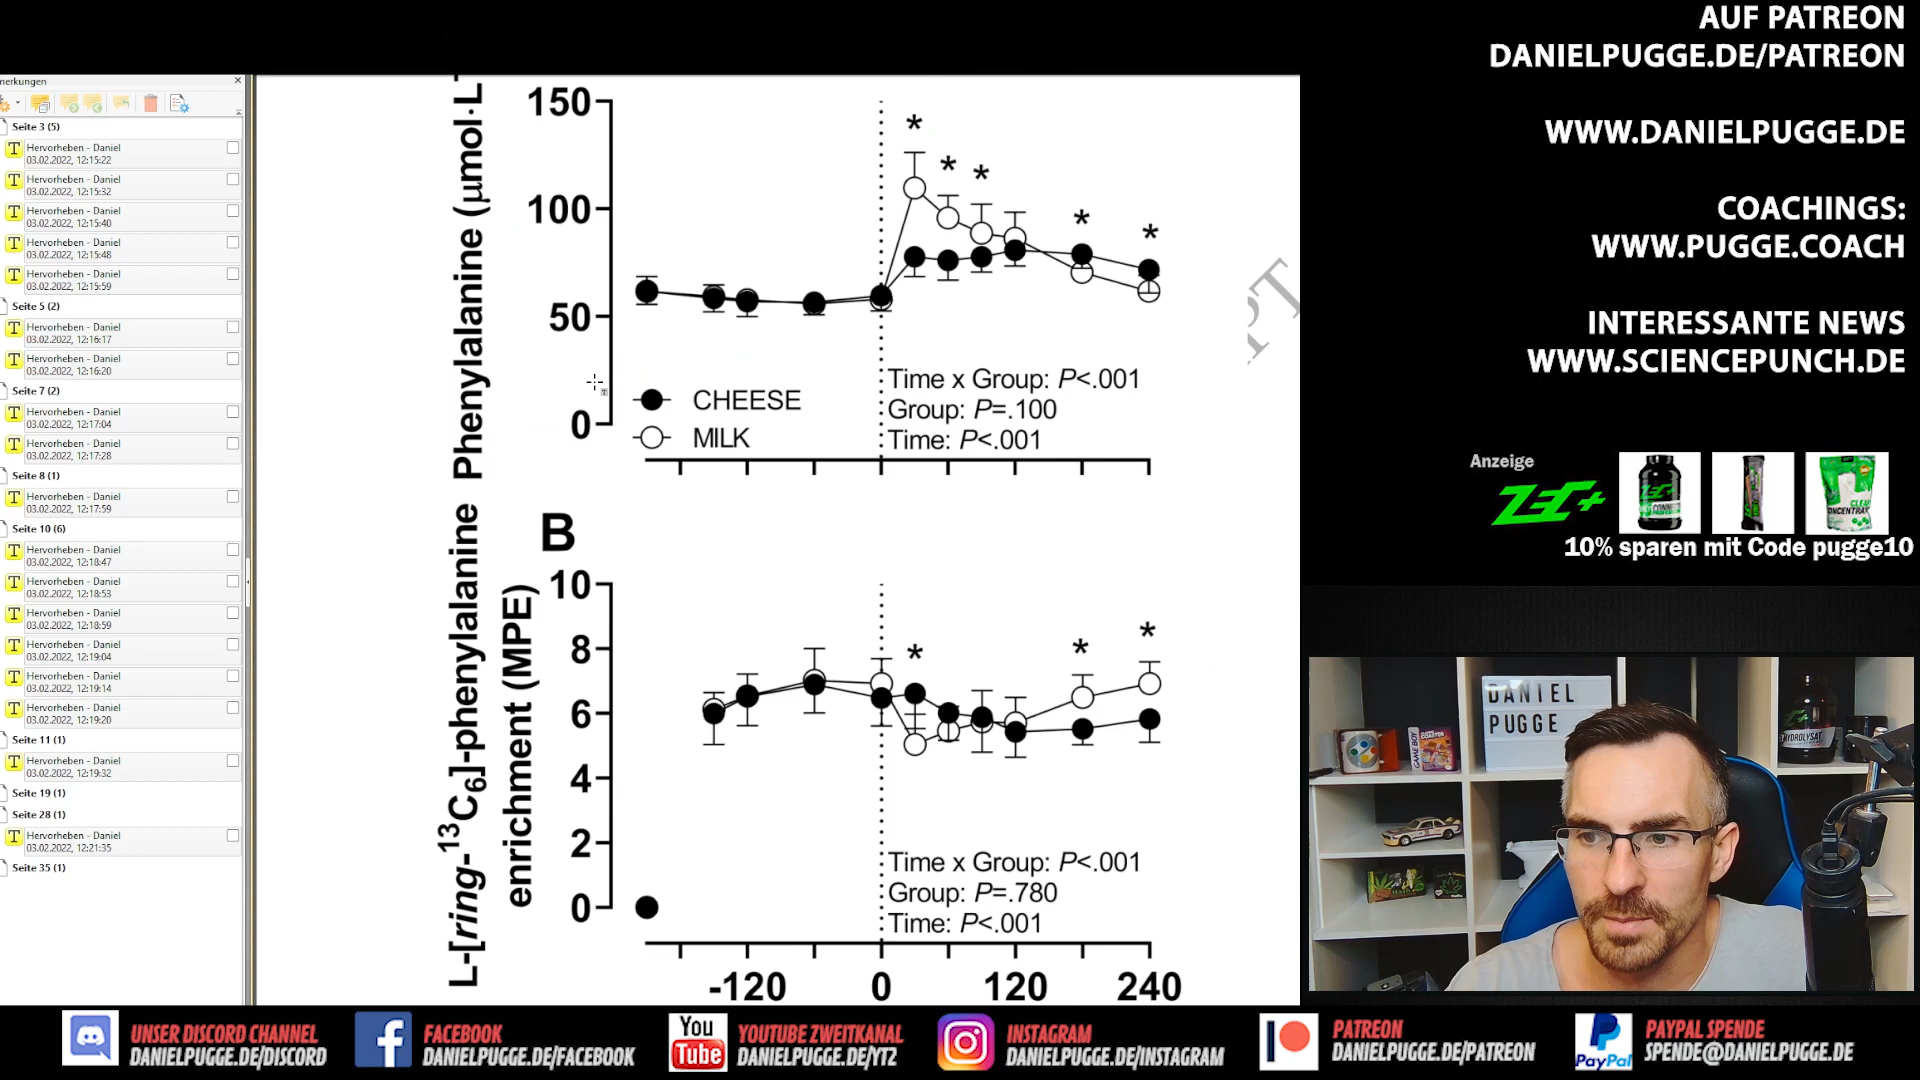 merkungen
Seite 3 (5)
Hervorheben - Daniel
03.02.2022, 12:15:22
Hervorheben - Daniel
03.02.2022, 12:15:32
Hervorheben - Daniel
03.02.2022, 12:15:40
Hervorheben - Daniel
03.02.2022, 12:15:48
Hervorheben - Daniel
03.02.2022, 12:15:59
Seite 5 (2)
Hervorheben - Daniel
03.02.2022, 12:16:17
Hervorheben - Daniel
03.02.2022, 12:16:20
Seite 7 (2)
Hervorheben - Daniel
03.02.2022, 12:17:04
Hervorheben - Daniel
03.02.2022, 12:17:28
Seite 8 (1)
Hervorheben - Daniel
03.02.2022, 12:17:59
Seite 10 (6)
Hervorheben - Daniel
03.02.2022, 12:18:47
Hervorheben - Daniel
03.02.2022, 12:18:53
Hervorheben - Daniel
03.02.2022, 12:18:59
Hervorheben - Daniel
03.02.2022, 12:19:04
Hervorheben - Daniel
03.02.2022, 12:19:14
Hervorheben - Daniel
03.02.2022, 12:19:20
Seite 11 (1)
Hervorheben - Daniel
03.02.2022, 12:19:32
Seite 19 (1)
Seite 28 (1)
Hervorheben - Daniel
03.02.2022, 12:21:35
Seite 35 (1)
Phenylalanine (µmol·L
150
100
50
0
* * * * *
CHEESE
MILK
Time x Group: P<.001
Group: P=.100
Time: P<.001
PT
B
L-[ring-¹³C₆]-phenylalanine
enrichment (MPE)
10
8
6
4
2
0
* * *
Time x Group: P<.001
Group: P=.780
Time: P<.001
-120 0 120 240
AUF PATREON
DANIELPUGGE.DE/PATREON
WWW.DANIELPUGGE.DE
COACHINGS:
WWW.PUGGE.COACH
INTERESSANTE NEWS
WWW.SCIENCEPUNCH.DE
Anzeige
ZEC+
10% sparen mit Code pugge10
DANIEL
PUGGE
GAME BOY
HYDROLYSAT
UNSER DISCORD CHANNEL
DANIELPUGGE.DE/DISCORD
FACEBOOK
DANIELPUGGE.DE/FACEBOOK
You
Tube
YOUTUBE ZWEITKANAL
DANIELPUGGE.DE/YT2
INSTAGRAM
DANIELPUGGE.DE/INSTAGRAM
PATREON
DANIELPUGGE.DE/PATREON
PayPal
PAYPAL SPENDE
SPENDE@DANIELPUGGE.DE